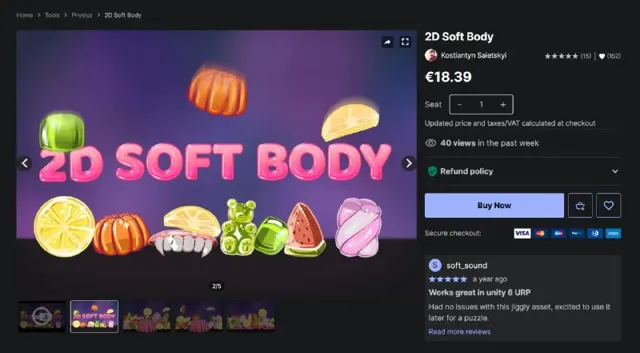 Home > Tools > Physics > 2D Soft Body
2D SOFT BODY
2/5
2D Soft Body
Kostiantyn Saietskyi
★★★★★ (15) | ♥ (152)
€18.39
Seat − 1 +
Updated price and taxes/VAT calculated at checkout
40 views in the past week
Refund policy
Buy Now
Secure checkout:
VISA
S soft_sound
★★★★★ a year ago
Works great in unity 6 URP
Had no issues with this jiggly asset, excited to use it
later for a puzzle.
Read more reviews